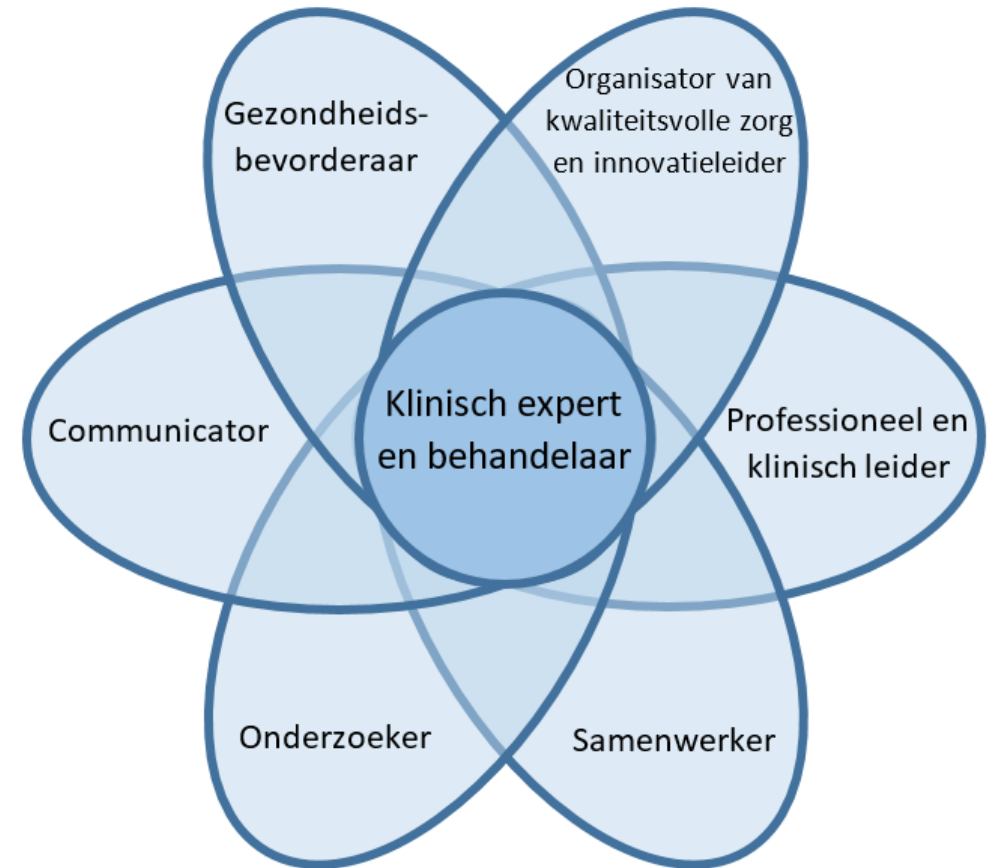 Gezondheids-
bevorderaar
Organisator van
kwaliteitsvolle zorg
en innovatieleider
Communicator
Klinisch expert
en behandelaar
Professioneel en
klinisch leider
Onderzoeker
Samenwerker